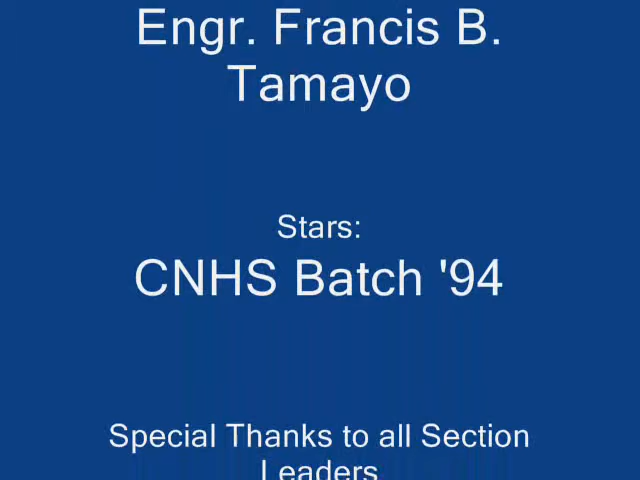 Engr. Francis B.
Tamayo
Stars:
CNHS Batch '94
Special Thanks to all Section
Leaders